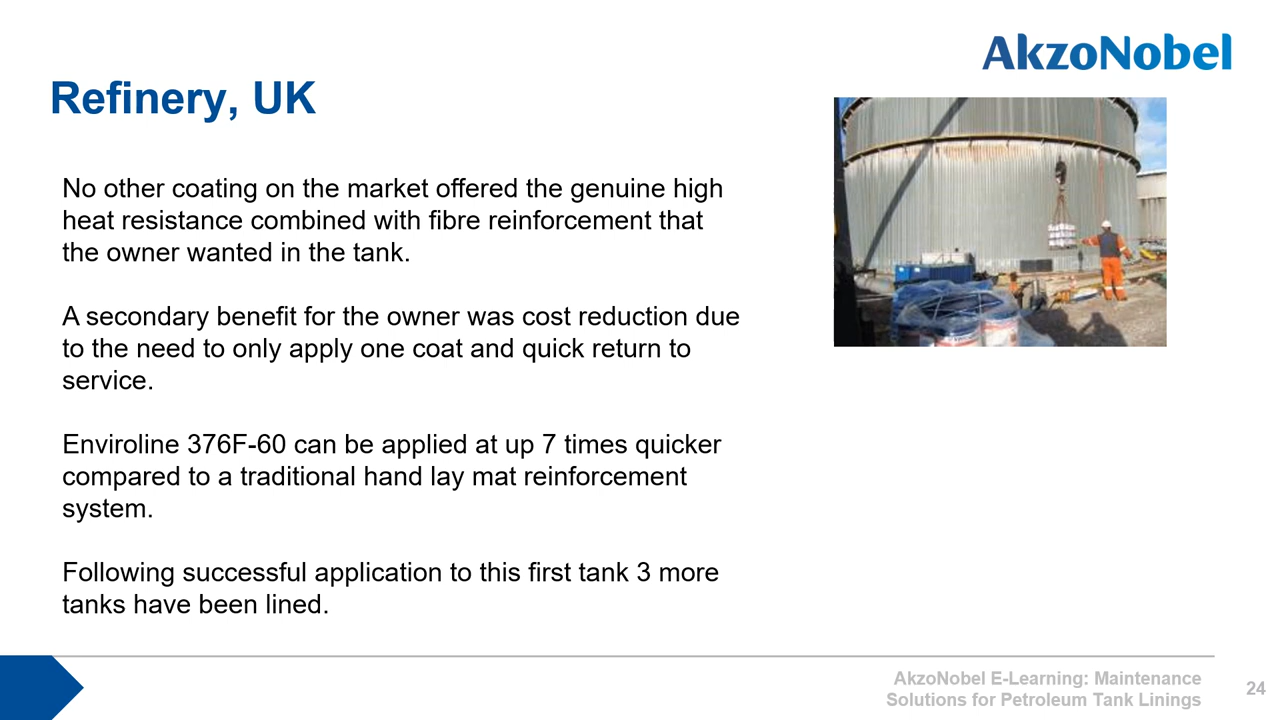 AkzoNobel
Refinery, UK
No other coating on the market offered the genuine high
heat resistance combined with fibre reinforcement that
the owner wanted in the tank.
A secondary benefit for the owner was cost reduction due
to the need to only apply one coat and quick return to
service.
Enviroline 376F-60 can be applied at up 7 times quicker
compared to a traditional hand lay mat reinforcement
system.
Following successful application to this first tank 3 more
tanks have been lined.
AkzoNobel E-Learning: Maintenance
Solutions for Petroleum Tank Linings
24